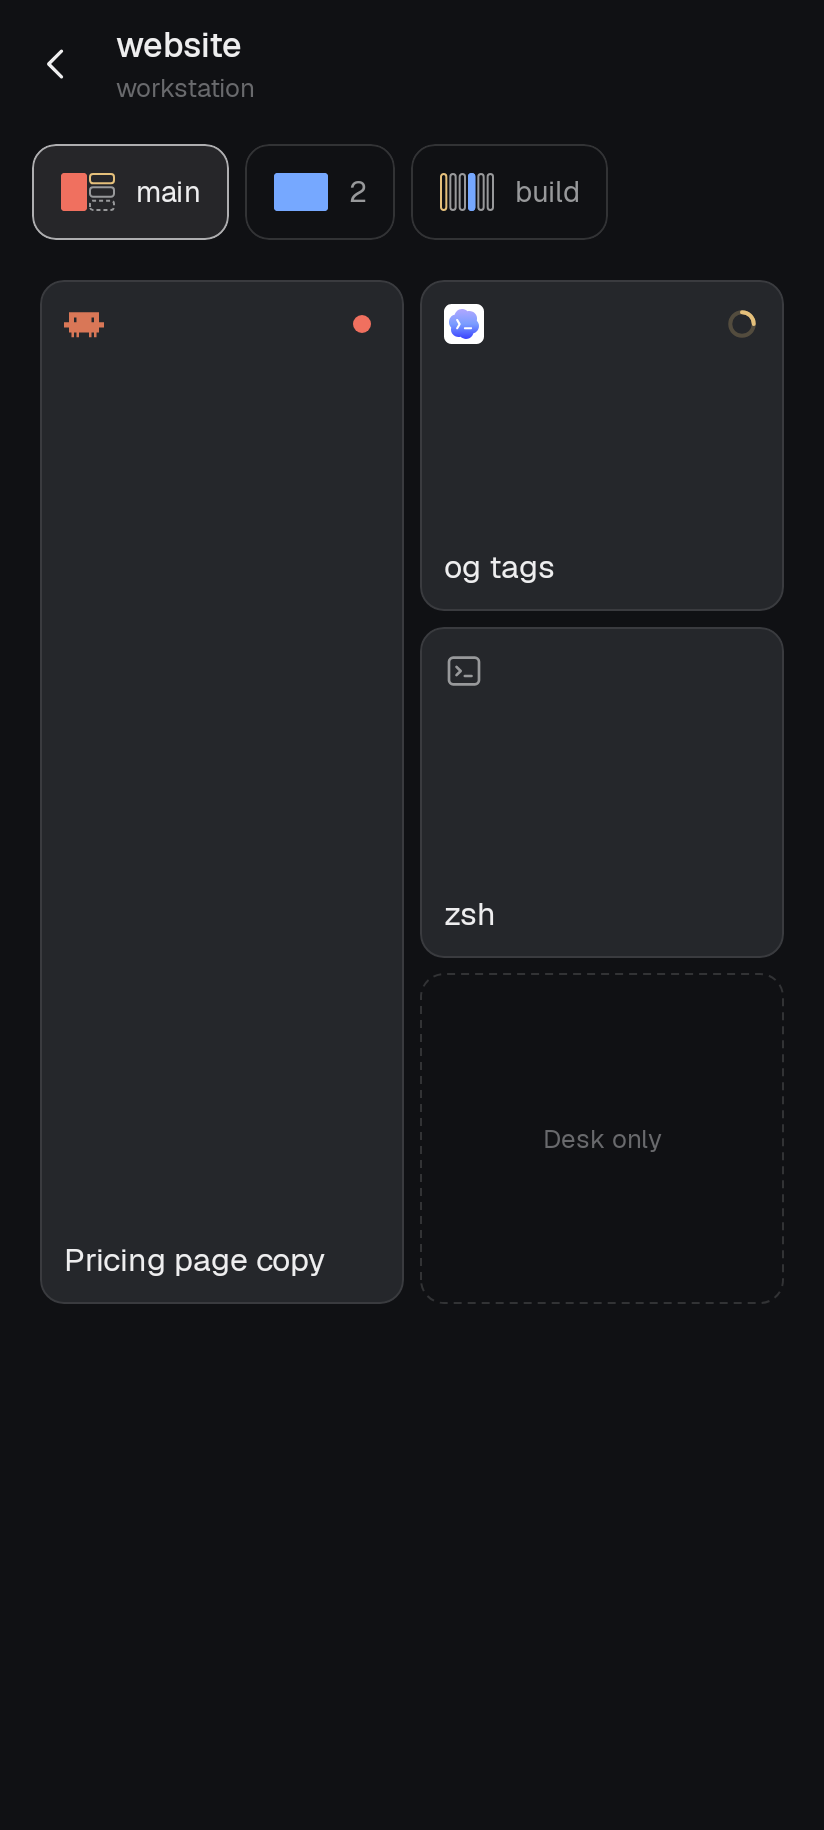 website
workstation
main
2
build
og tags
zsh
Desk only
Pricing page copy